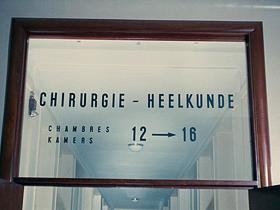 CHIRURGIE - HEELKUNDE
CHAMBRES 12 → 16
KAMERS